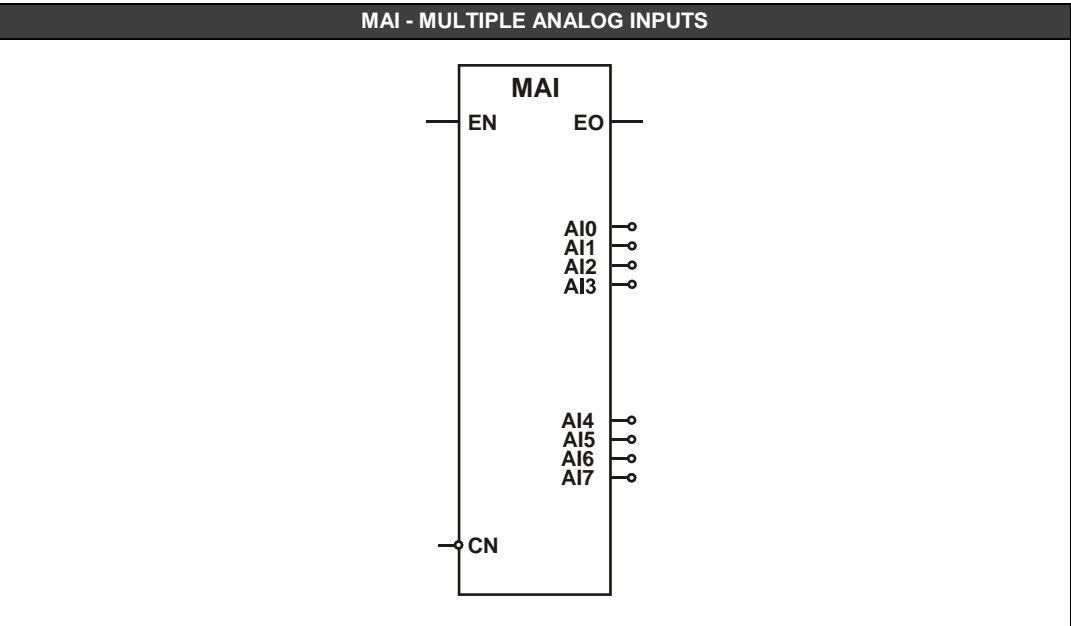 MAI - MULTIPLE ANALOG INPUTS
MAI
EN EO
AI0
AI1
AI2
AI3
AI4
AI5
AI6
AI7
CN